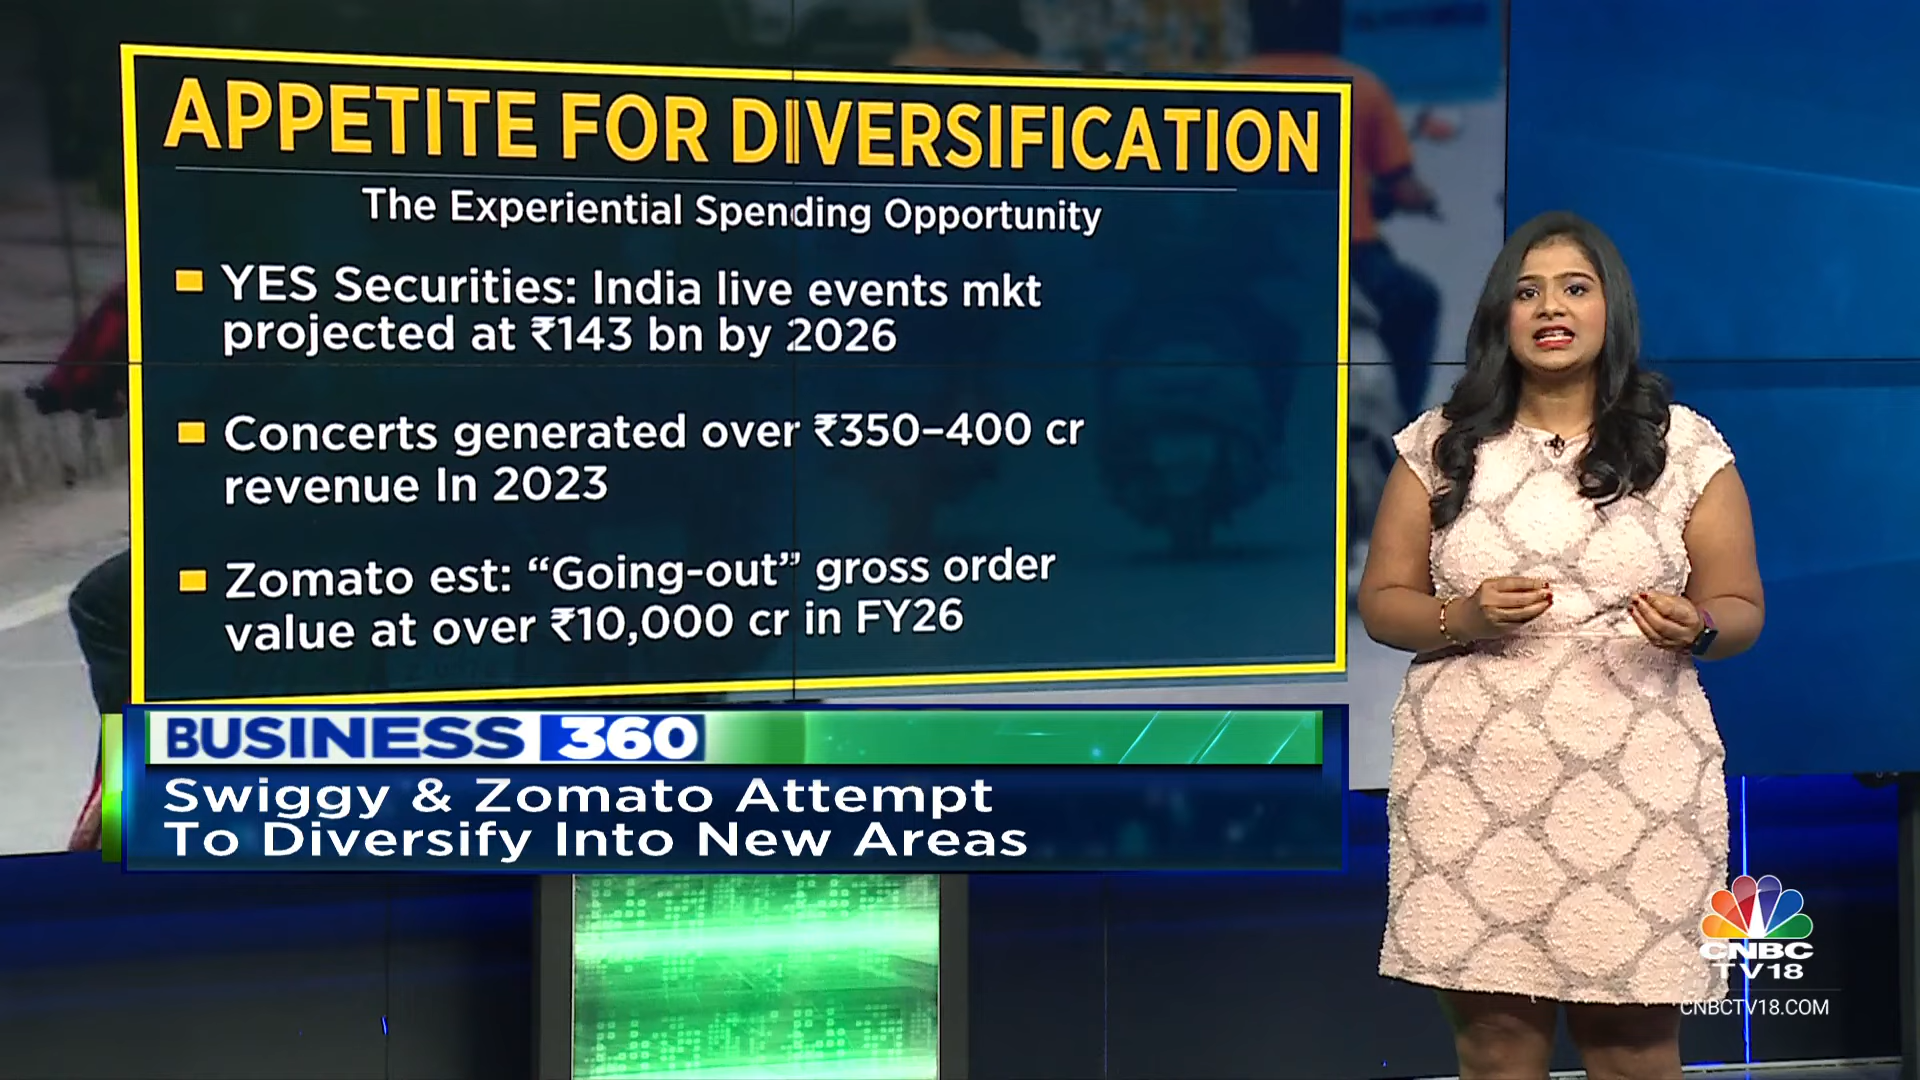 APPETITE FOR DIVERSIFICATION
The Experiential Spending Opportunity
YES Securities: India live events mkt
projected at ₹143 bn by 2026
Concerts generated over ₹350–400 cr
revenue In 2023
Zomato est: “Going-out” gross order
value at over ₹10,000 cr in FY26
BUSINESS 360
Swiggy & Zomato Attempt
To Diversify Into New Areas
CNBC
TV18
CNBCTV18.COM